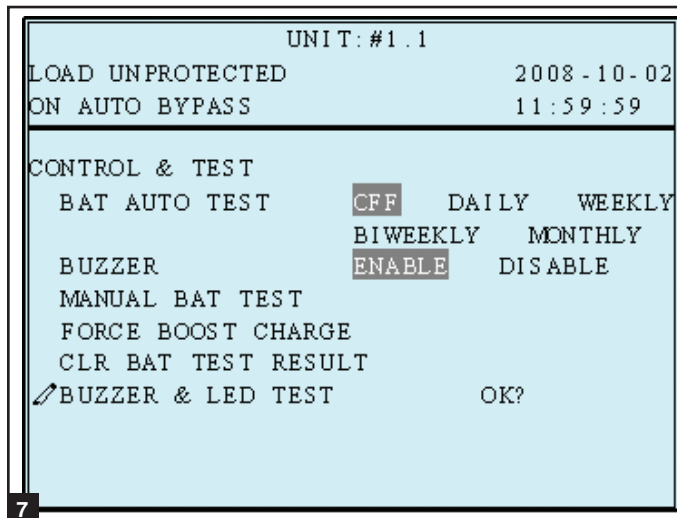 UNIT:#1.1
LOAD UNPROTECTED 2008-10-02
ON AUTO BYPASS 11:59:59
CONTROL & TEST
BAT AUTO TEST CFF DAILY WEEKLY
BIWEEKLY MONTHLY
BUZZER ENABLE DISABLE
MANUAL BAT TEST
FORCE BOOST CHARGE
CLR BAT TEST RESULT
BUZZER & LED TEST OK?
7